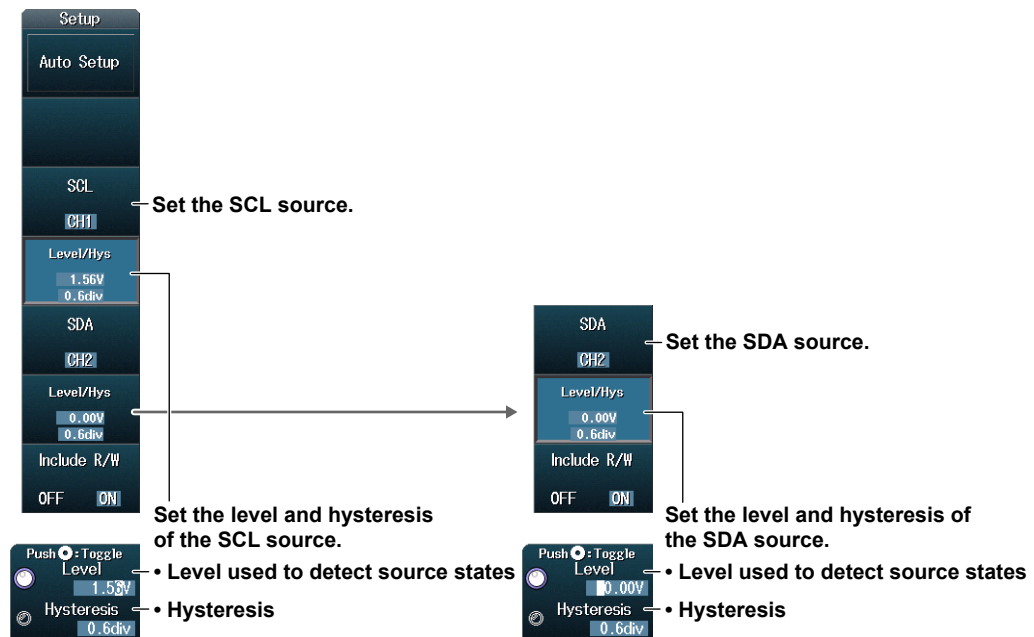 Setup
Auto Setup
SCL
CH1
Set the SCL source.
Level/Hys
1.56V
0.6div
SDA
CH2
Level/Hys
0.00V
0.6div
Include R/W
OFF ON
Set the level and hysteresis
of the SCL source.
Push :Toggle
Level
1.56V
• Level used to detect source states
Hysteresis
0.6div
• Hysteresis
SDA
CH2
Set the SDA source.
Level/Hys
0.00V
0.6div
Include R/W
OFF ON
Set the level and hysteresis of
the SDA source.
Push :Toggle
Level
0.00V
• Level used to detect source states
Hysteresis
0.6div
• Hysteresis